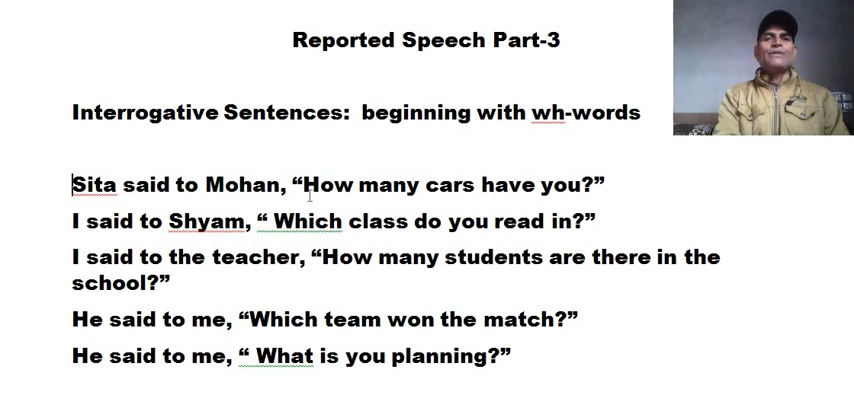 Reported Speech Part-3
Interrogative Sentences:  beginning with wh-words
Sita said to Mohan, “How many cars have you?”
I said to Shyam, “ Which class do you read in?”
I said to the teacher, “How many students are there in the
school?”
He said to me, “Which team won the match?”
He said to me, “ What is you planning?”